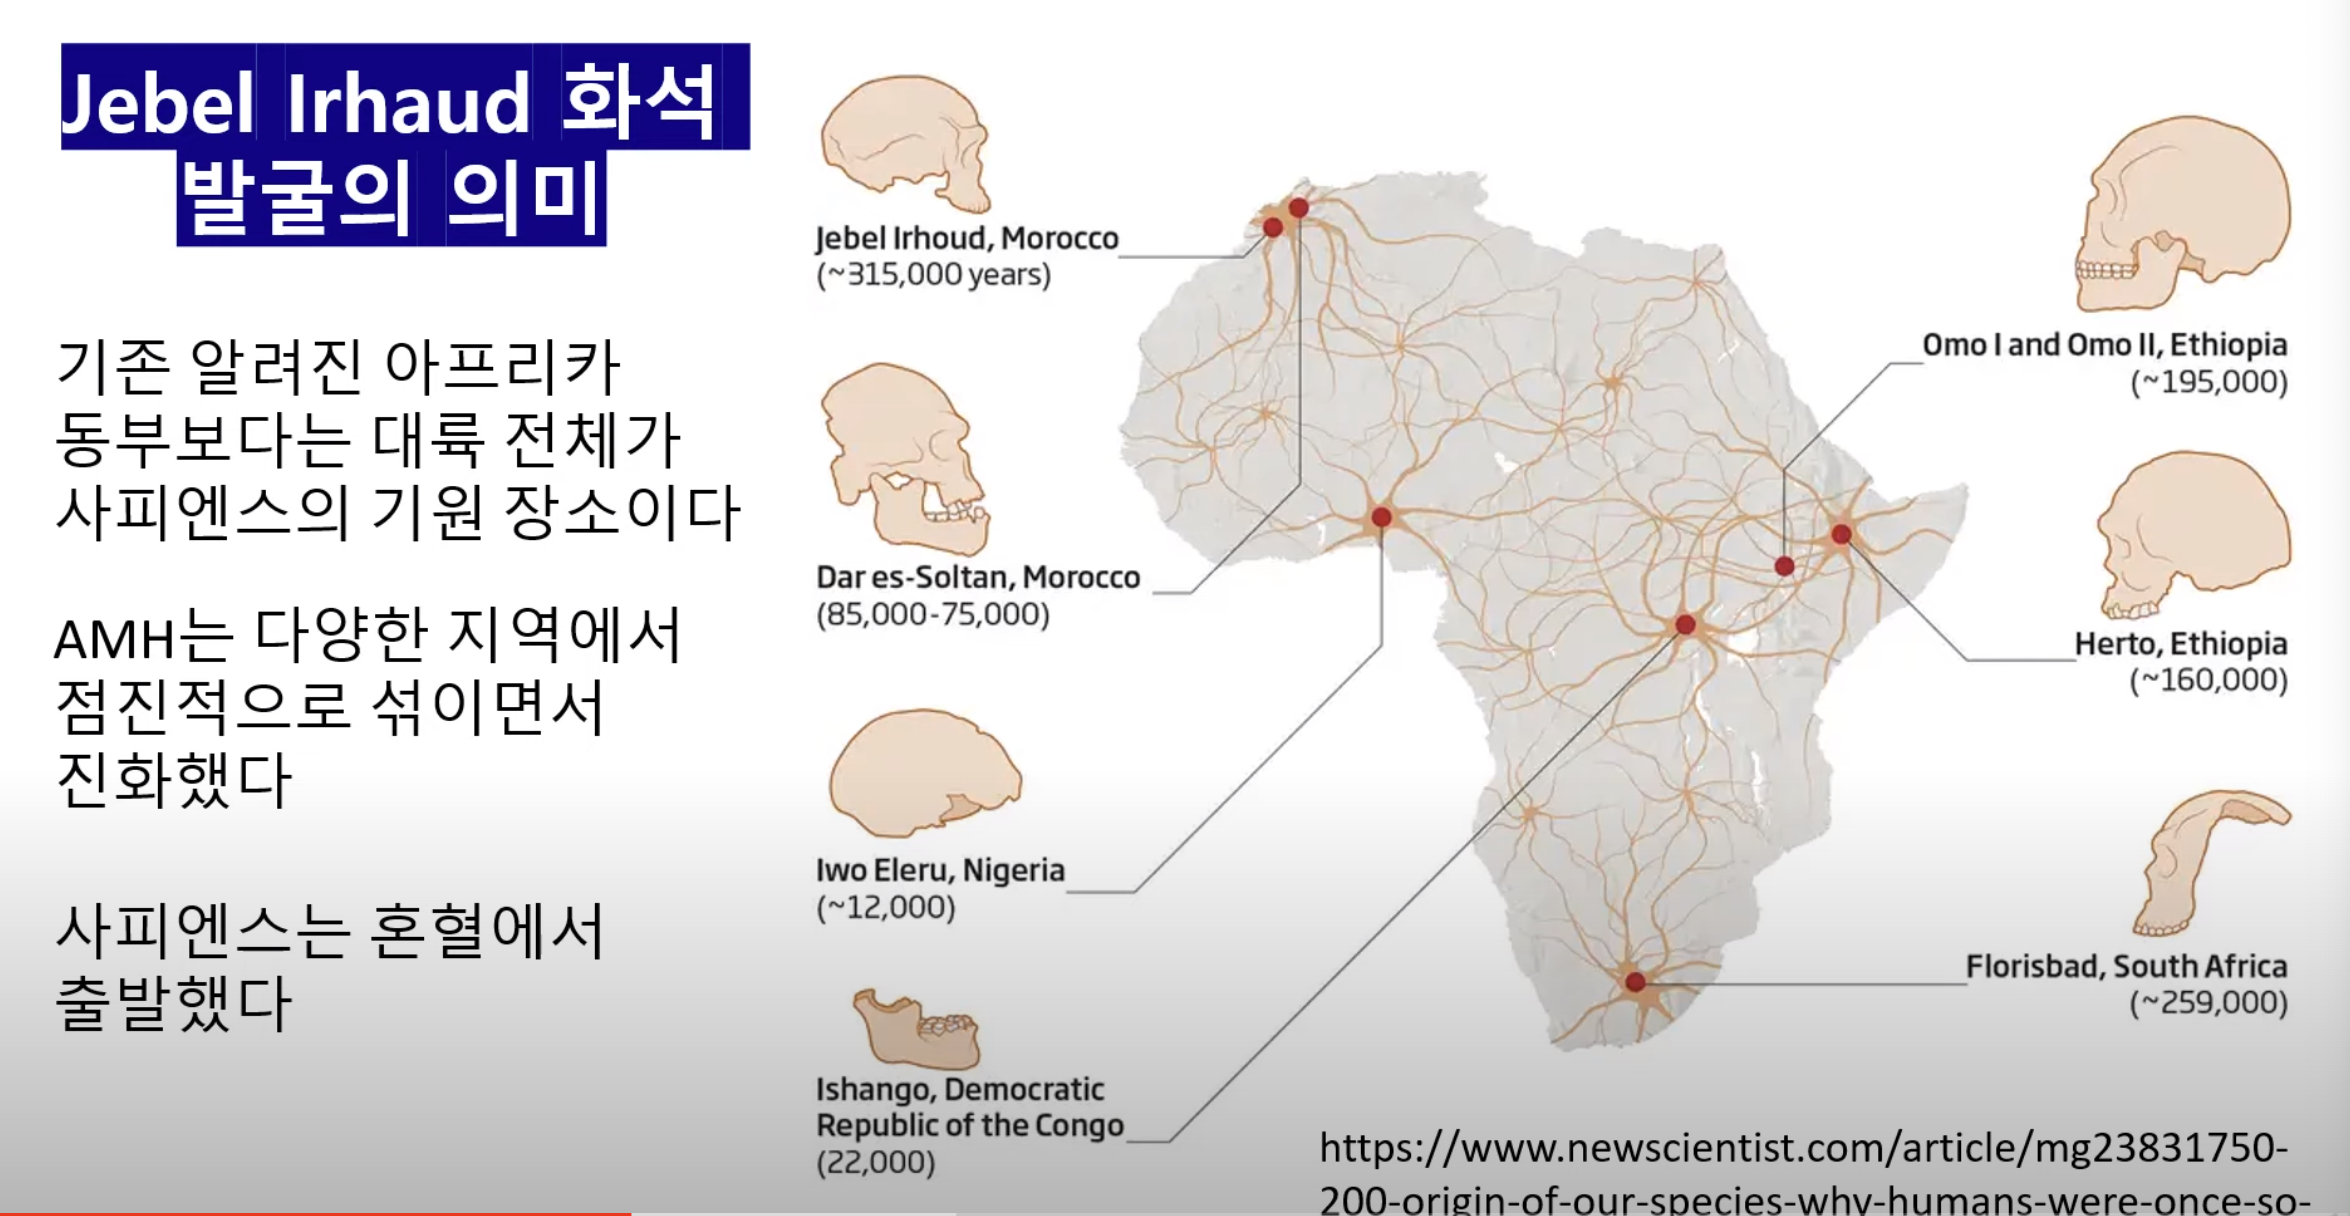 Jebel Irhaud 화석
발굴의 의미
기존 알려진 아프리카
동부보다는 대륙 전체가
사피엔스의 기원 장소이다
AMH는 다양한 지역에서
점진적으로 섞이면서
진화했다
사피엔스는 혼혈에서
출발했다
Jebel Irhoud, Morocco
(~315,000 years)
Dar es-Soltan, Morocco
(85,000-75,000)
Iwo Eleru, Nigeria
(~12,000)
Ishango, Democratic
Republic of the Congo
(22,000)
Omo I and Omo II, Ethiopia
(~195,000)
Herto, Ethiopia
(~160,000)
Florisbad, South Africa
(~259,000)
https://www.newscientist.com/article/mg23831750-
200-origin-of-our-species-why-humans-were-once-so-